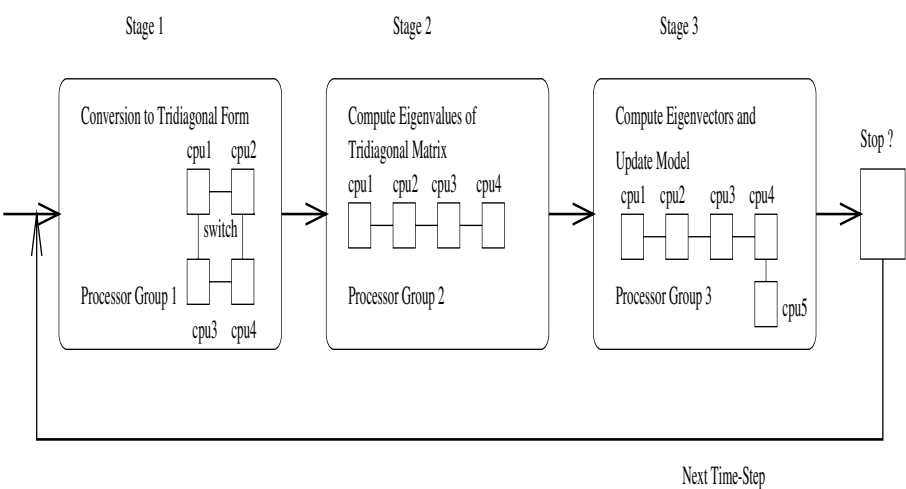 Stage 1
Stage 2
Stage 3
Conversion to Tridiagonal Form
cpu1 cpu2
switch
Processor Group 1
cpu3 cpu4
Compute Eigenvalues of
Tridiagonal Matrix
cpu1 cpu2 cpu3 cpu4
Processor Group 2
Compute Eigenvectors and
Update Model
cpu1 cpu2 cpu3 cpu4
Processor Group 3
cpu5
Stop ?
Next Time-Step